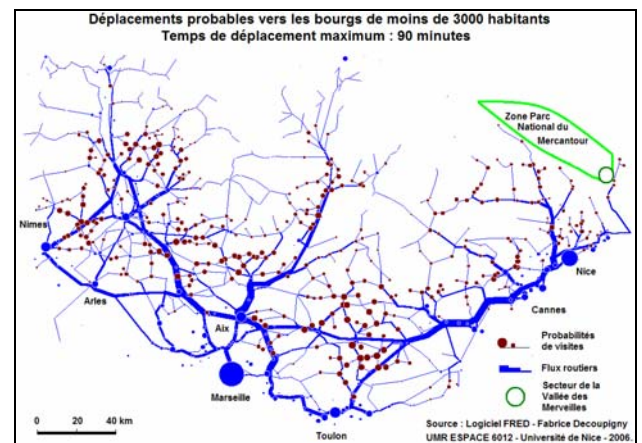 Déplacements probables vers les bourgs de moins de 3000 habitants
Temps de déplacement maximum : 90 minutes
Zone Parc
National du
Mercantour
Nimes
Arles
Aix
Marseille
Toulon
Cannes
Nice
Probabilités
de visites
Flux routiers
Secteur de la
Vallée des
Merveilles
0 20 40 km
Source : Logiciel FRED - Fabrice Decoupigny
UMR ESPACE 6012 - Université de Nice - 2006.